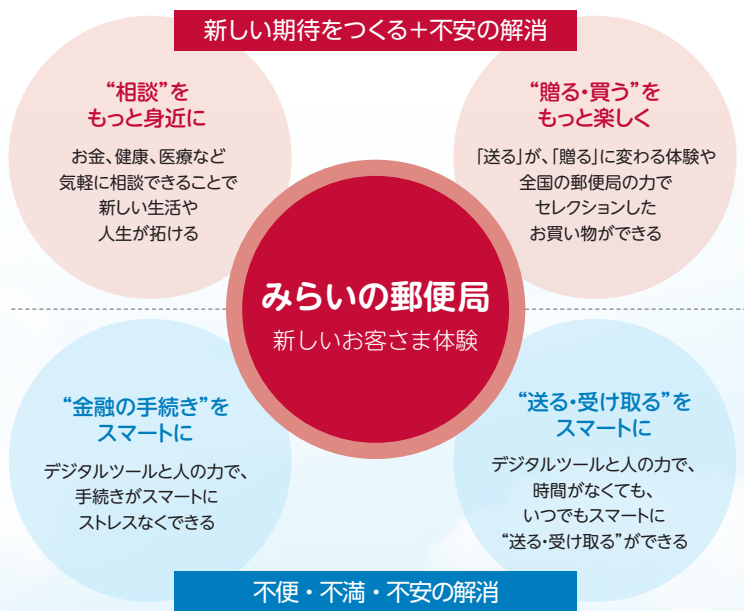 新しい期待をつくる＋不安の解消
“相談”を
もっと身近に
お金、健康、医療など
気軽に相談できることで
新しい生活や
人生が拓ける
“贈る・買う”を
もっと楽しく
「送る」が、「贈る」に変わる体験や
全国の郵便局の力で
セレクションした
お買い物ができる
みらいの郵便局
新しいお客さま体験
“金融の手続き”を
スマートに
デジタルツールと人の力で、
手続きがスマートに
ストレスなくできる
“送る・受け取る”を
スマートに
デジタルツールと人の力で、
時間がなくても、
いつでもスマートに
“送る・受け取る”ができる
不便・不満・不安の解消